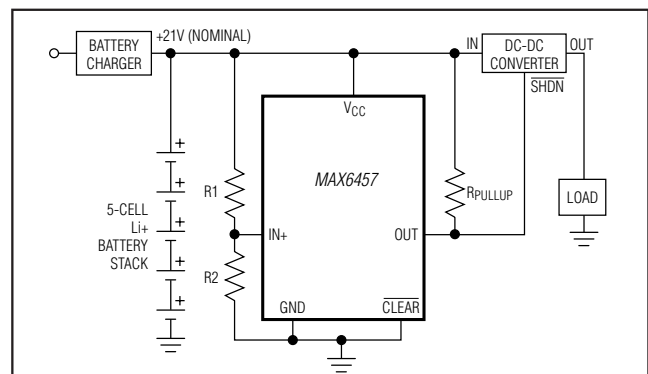 BATTERY
CHARGER
+21V (NOMINAL)
IN
DC-DC
CONVERTER
OUT
SHDN
VCC
MAX6457
R1
RPULLUP
LOAD
5-CELL
Li+
BATTERY
STACK
IN+
OUT
R2
GND
CLEAR
+
+
+
+
+